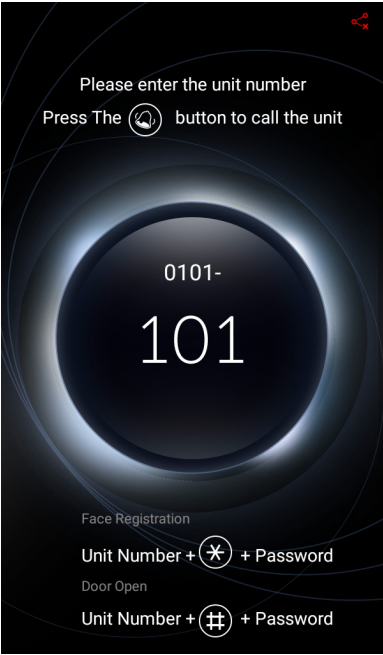 Please enter the unit number
Press The button to call the unit
0101-
101
Face Registration
Unit Number + * + Password
Door Open
Unit Number + # + Password